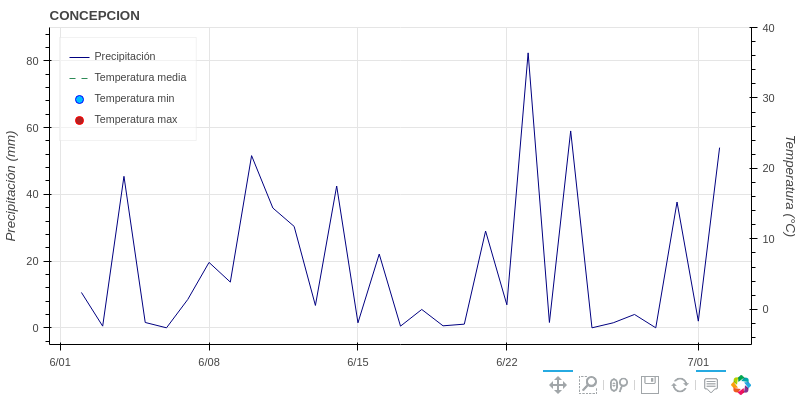 CONCEPCION
Precipitación
Temperatura media
Temperatura min
Temperatura max
Precipitación (mm)
80
60
40
20
0
40
30
20
10
0
Temperatura (°C)
6/01
6/08
6/15
6/22
7/01